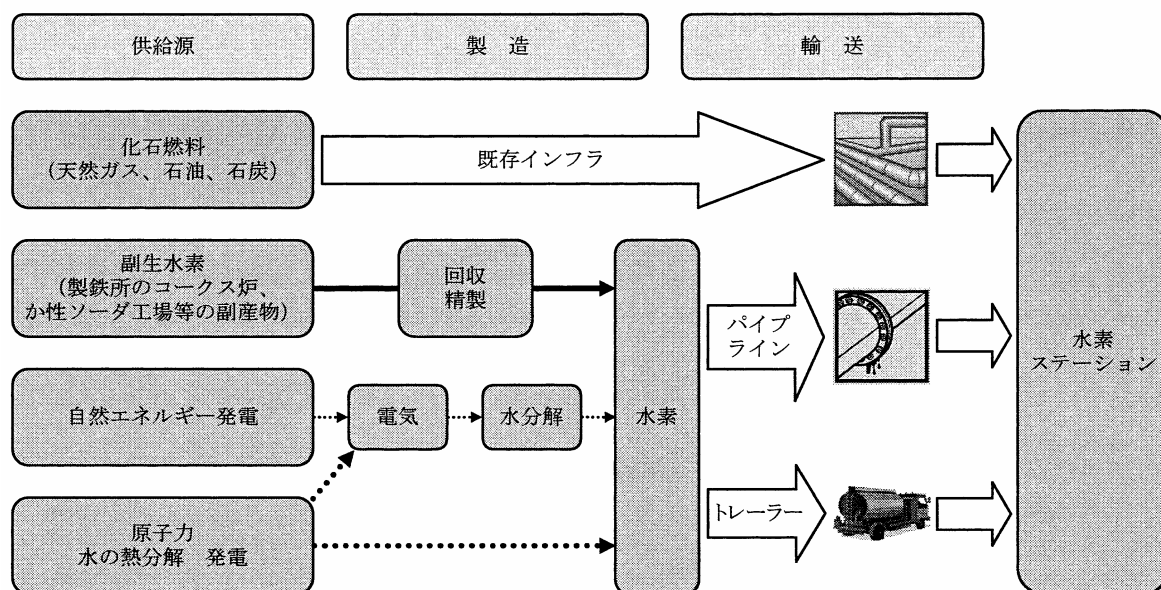 供給源
製　造
輸　送
化石燃料
（天然ガス、石油、石炭）
既存インフラ
副生水素
（製鉄所のコークス炉、
か性ソーダ工場等の副産物）
回収
精製
パイプ
ライン
水素
ステーション
自然エネルギー発電
電気
水分解
水素
原子力
水の熱分解　発電
トレーラー